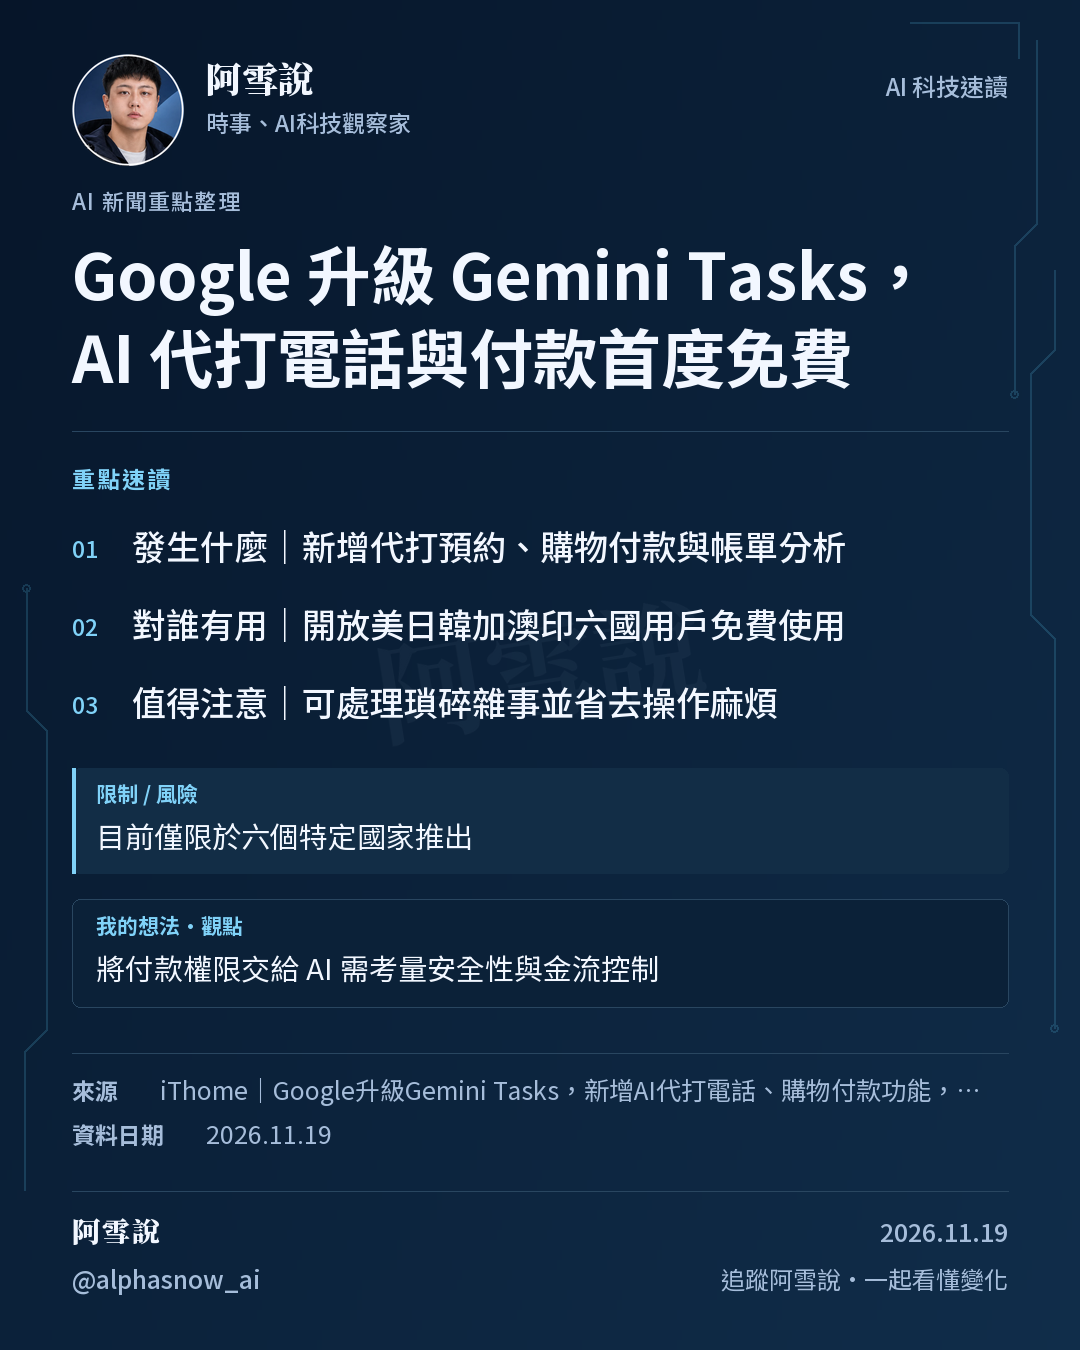 阿雪說
時事、AI科技觀察家
AI 科技速讀
AI 新聞重點整理
Google 升級 Gemini Tasks，
AI 代打電話與付款首度免費
重點速讀
01 發生什麼｜新增代打預約、購物付款與帳單分析
02 對誰有用｜開放美日韓加澳印六國用戶免費使用
03 值得注意｜可處理瑣碎雜事並省去操作麻煩
阿雪說
限制 / 風險
目前僅限於六個特定國家推出
我的想法・觀點
將付款權限交給 AI 需考量安全性與金流控制
來源 iThome｜Google升級Gemini Tasks，新增AI代打電話、購物付款功能，…
資料日期 2026.11.19
阿雪說
2026.11.19
@alphasnow_ai
追蹤阿雪說・一起看懂變化